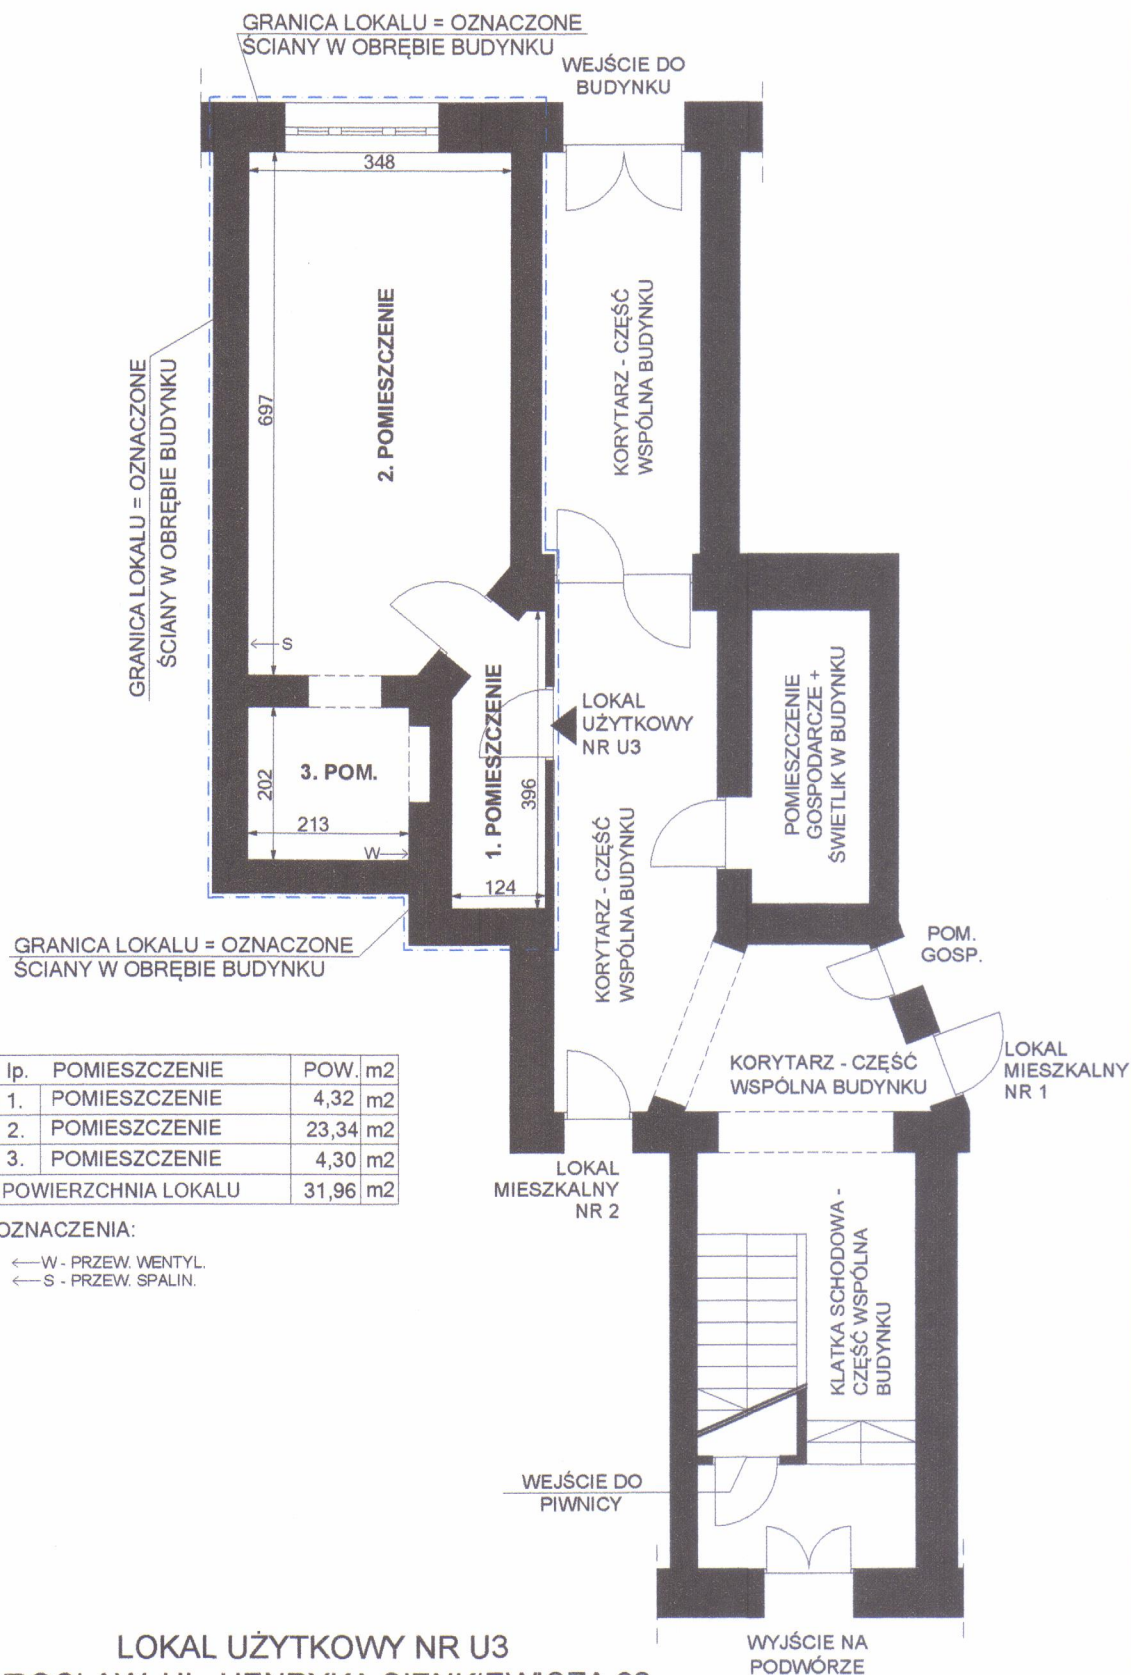 GRANICA LOKALU = OZNACZONE
ŚCIANY W OBRĘBIE BUDYNKU
WEJŚCIE DO
BUDYNKU
348
697
2. POMIESZCZENIE
KORYTARZ - CZĘŚĆ
WSPÓLNA BUDYNKU
GRANICA LOKALU = OZNACZONE
ŚCIANY W OBRĘBIE BUDYNKU
S
1. POMIESZCZENIE
LOKAL
UŻYTKOWY
NR U3
POMIESZCZENIE
GOSPODARCZE +
ŚWIETLIK W BUDYNKU
3. POM.
202
213
W
396
124
KORYTARZ - CZĘŚĆ
WSPÓLNA BUDYNKU
GRANICA LOKALU = OZNACZONE
ŚCIANY W OBRĘBIE BUDYNKU
POM.
GOSP.
KORYTARZ - CZĘŚĆ
WSPÓLNA BUDYNKU
LOKAL
MIESZKALNY
NR 1
lp. POMIESZCZENIE POW. m2
1. POMIESZCZENIE 4,32 m2
2. POMIESZCZENIE 23,34 m2
3. POMIESZCZENIE 4,30 m2
POWIERZCHNIA LOKALU 31,96 m2
OZNACZENIA:
←W - PRZEW. WENTYL.
←S - PRZEW. SPALIN.
LOKAL
MIESZKALNY
NR 2
KLATKA SCHODOWA -
CZĘŚĆ WSPÓLNA
BUDYNKU
WEJŚCIE DO
PIWNICY
WYJŚCIE NA
PODWÓRZE
LOKAL UŻYTKOWY NR U3